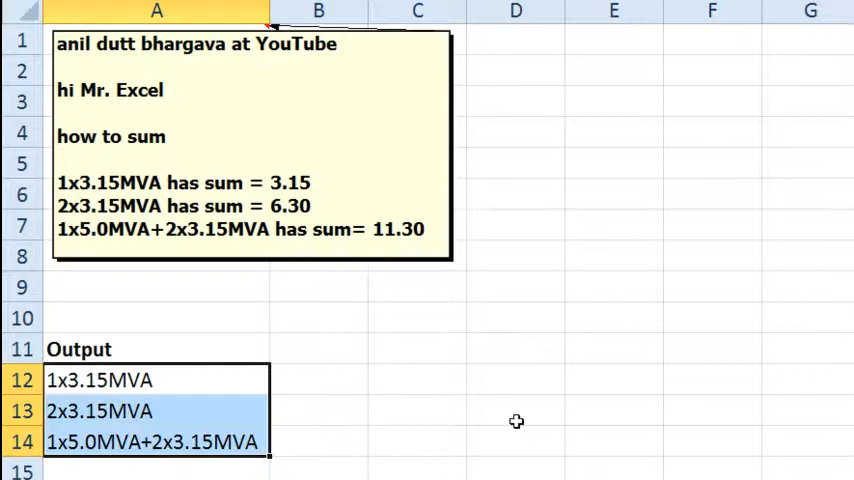 A B C D E F G
1
anil dutt bhargava at YouTube
2
3
hi Mr. Excel
4
how to sum
5
6
1x3.15MVA has sum = 3.15
2x3.15MVA has sum = 6.30
7
1x5.0MVA+2x3.15MVA has sum= 11.30
8
9
10
11 Output
12 1x3.15MVA
13 2x3.15MVA
14 1x5.0MVA+2x3.15MVA
15